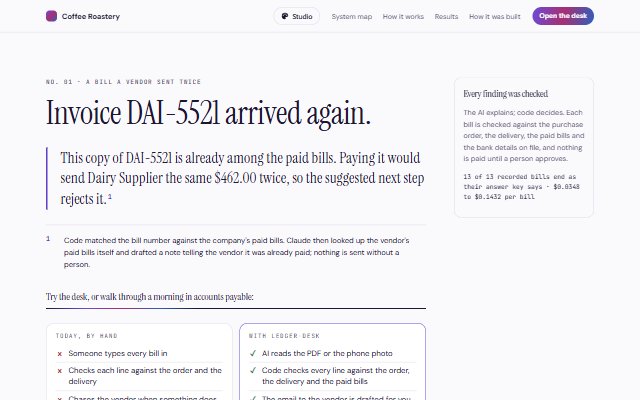 Coffee Roastery
Studio
System map
How it works
Results
How it was built
Open the desk
NO. 01 · A BILL A VENDOR SENT TWICE
Invoice DAI-5521 arrived again.
This copy of DAI-5521 is already among the paid bills. Paying it would
send Dairy Supplier the same $462.00 twice, so the suggested next step
rejects it. 1
1 Code matched the bill number against the company's paid bills. Claude then looked up the vendor's
paid bills itself and drafted a note telling the vendor it was already paid; nothing is sent without a
person.
Try the desk, or walk through a morning in accounts payable:
TODAY, BY HAND
× Someone types every bill in
× Checks each line against the order and the
delivery
× Chases the vendor when something does
WITH LEDGER DESK
✓ AI reads the PDF or the phone photo
✓ Code checks every line against the order,
the delivery and the paid bills
✓ The email to the vendor is drafted for you
Every finding was checked
The AI explains; code decides. Each
bill is checked against the purchase
order, the delivery, the paid bills and
the bank details on file, and nothing
is paid until a person approves.
13 of 13 recorded bills end as
their answer key says · $0.0348
to $0.1432 per bill